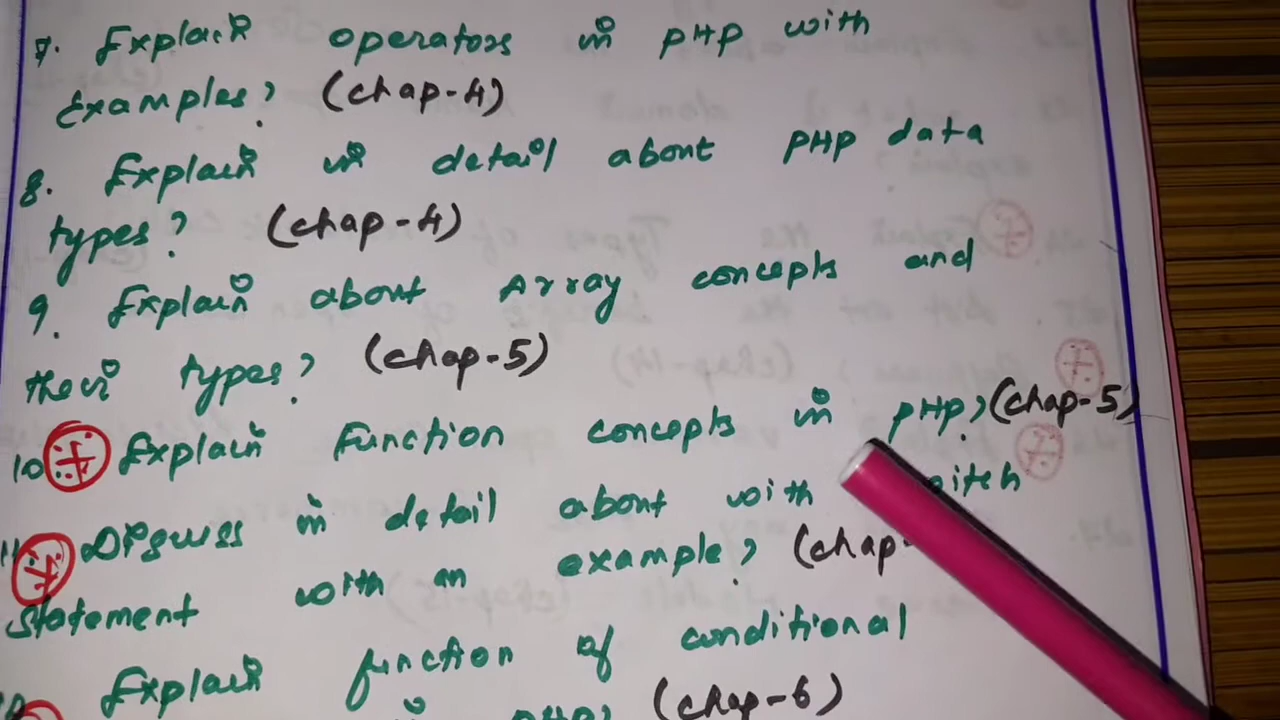 7. Explain operators in PHP with
Examples? (chap-4)
8. Explain in detail about PHP data
types? (chap-4)
9. Explain about Array concepts and
their types? (chap-5)
10. Explain Function concepts in PHP? (chap-5)
11. Discuss in detail about with
statement with an example? (chap-
Explain function of conditional
PHP? (chap-6)